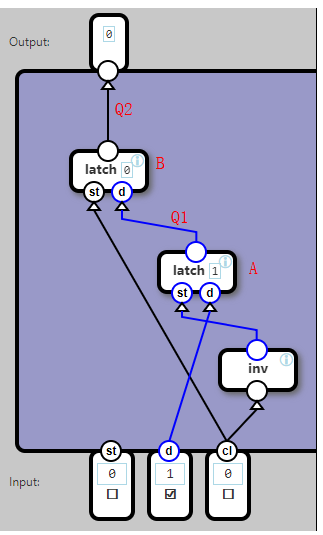 Output:
0
Q2
latch 0 ⓘ B
st d
Q1
latch 1 ⓘ A
st d
inv ⓘ
st d cl
Input: 0 1 0